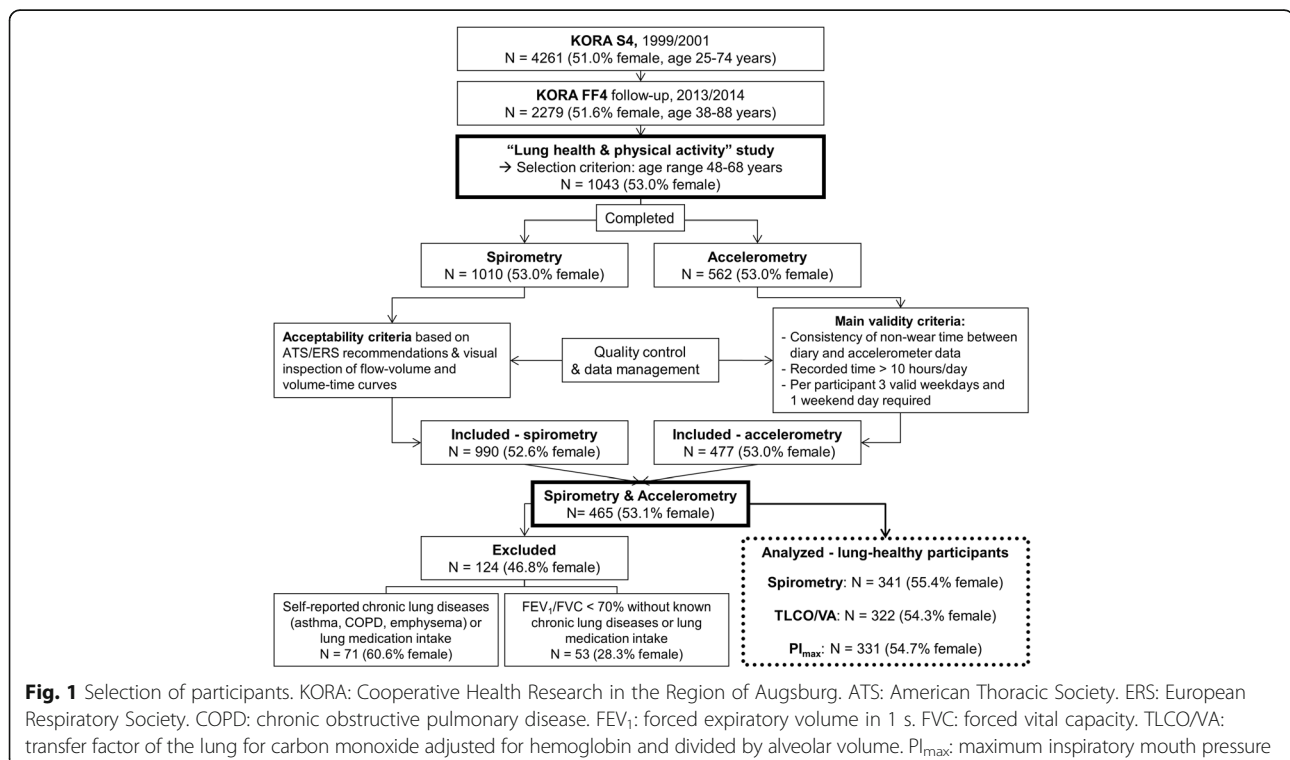 KORA S4, 1999/2001
N = 4261 (51.0% female, age 25-74 years)
KORA FF4 follow-up, 2013/2014
N = 2279 (51.6% female, age 38-88 years)
“Lung health & physical activity” study
→ Selection criterion: age range 48-68 years
N = 1043 (53.0% female)
Completed
Spirometry
N = 1010 (53.0% female)
Accelerometry
N = 562 (53.0% female)
Acceptability criteria based on
ATS/ERS recommendations & visual
inspection of flow-volume and
volume-time curves
Quality control
& data management
Main validity criteria:
- Consistency of non-wear time between
diary and accelerometer data
- Recorded time > 10 hours/day
- Per participant 3 valid weekdays and
1 weekend day required
Included - spirometry
N = 990 (52.6% female)
Included - accelerometry
N = 477 (53.0% female)
Spirometry & Accelerometry
N= 465 (53.1% female)
Excluded
N = 124 (46.8% female)
Self-reported chronic lung diseases
(asthma, COPD, emphysema) or
lung medication intake
N = 71 (60.6% female)
FEV₁/FVC < 70% without known
chronic lung diseases or lung
medication intake
N = 53 (28.3% female)
Analyzed - lung-healthy participants
Spirometry: N = 341 (55.4% female)
TLCO/VA: N = 322 (54.3% female)
PImax: N = 331 (54.7% female)
Fig. 1 Selection of participants. KORA: Cooperative Health Research in the Region of Augsburg. ATS: American Thoracic Society. ERS: European
Respiratory Society. COPD: chronic obstructive pulmonary disease. FEV₁: forced expiratory volume in 1 s. FVC: forced vital capacity. TLCO/VA:
transfer factor of the lung for carbon monoxide adjusted for hemoglobin and divided by alveolar volume. PImax: maximum inspiratory mouth pressure